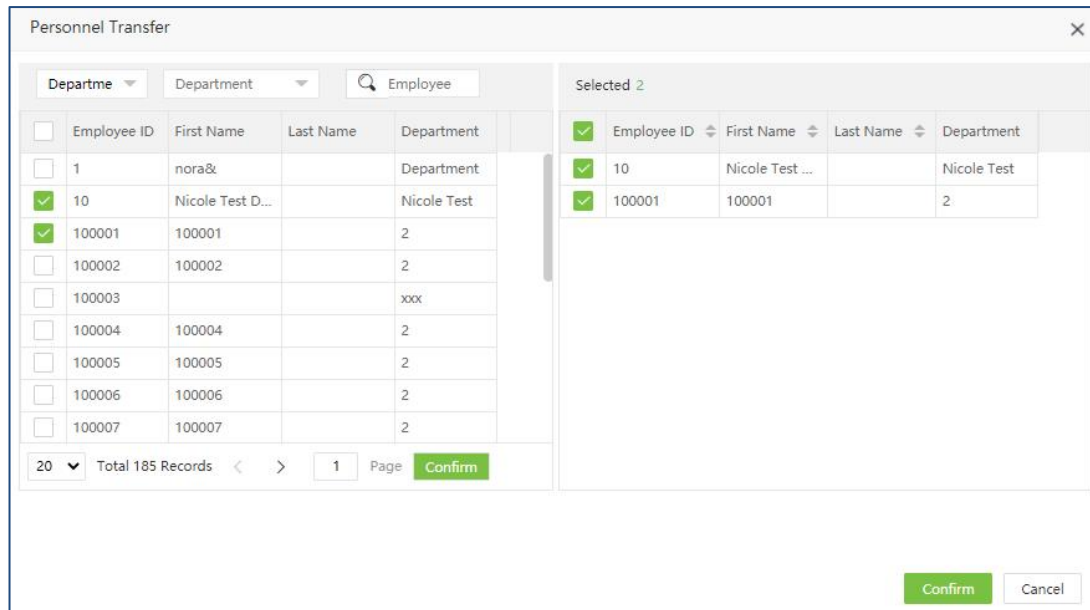 Personnel Transfer
Departme Department Employee
Employee ID First Name Last Name Department
1 nora& Department
10 Nicole Test D... Nicole Test
100001 100001 2
100002 100002 2
100003 xxx
100004 100004 2
100005 100005 2
100006 100006 2
100007 100007 2
20 Total 185 Records < > 1 Page Confirm
Selected 2
Employee ID First Name Last Name Department
10 Nicole Test ... Nicole Test
100001 100001 2
Confirm Cancel